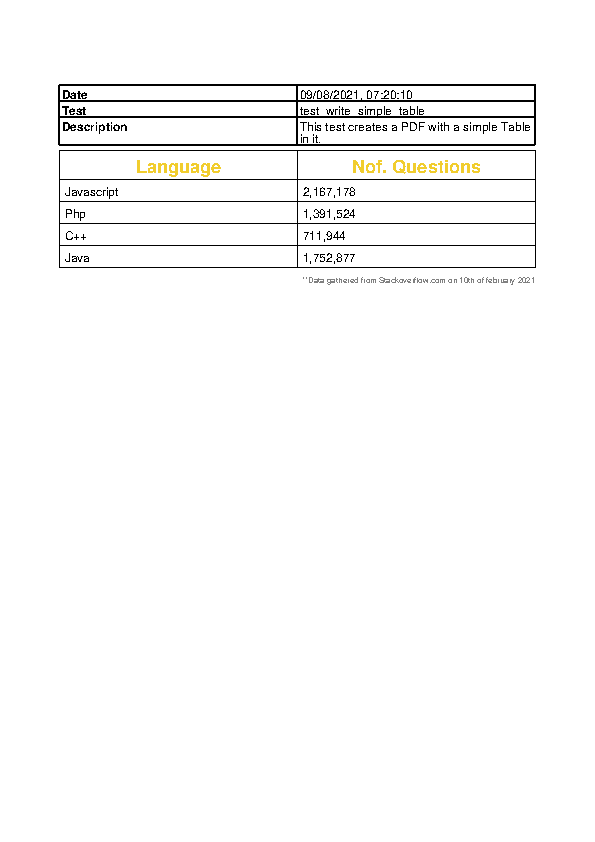 Date 09/08/2021, 07:20:10
Test test_write_simple_table
Description This test creates a PDF with a simple Table
in it.
Language Nof. Questions
Javascript 2,167,178
Php 1,391,524
C++ 711,944
Java 1,752,877
**Data gathered from Stackoverflow.com on 10th of february 2021